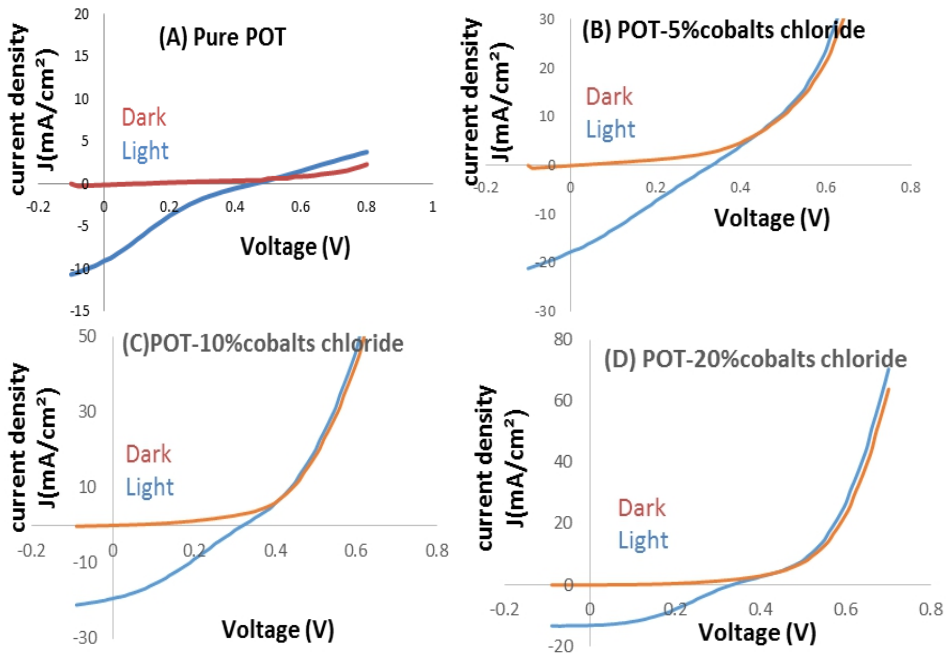 (A) Pure POT
current density
J(mA/cm²)
Dark
Light
20
15
10
5
0
-5
-10
-15
-0.2
0
0.2
0.4
0.6
0.8
1
Voltage (V)
(B) POT-5%cobalts chloride
current density
J(mA/cm²)
Dark
Light
30
20
10
0
-10
-20
-30
-0.2
0
0.2
0.4
0.6
0.8
Voltage (V)
(C)POT-10%cobalts chloride
current density
J(mA/cm²)
Dark
Light
50
30
10
-10
-30
-0.2
0
0.2
0.4
0.6
0.8
Voltage (V)
(D) POT-20%cobalts chloride
current density
J(mA/cm²)
Dark
Light
80
60
40
20
0
-20
-0.2
0
0.2
0.4
0.6
0.8
Voltage (V)